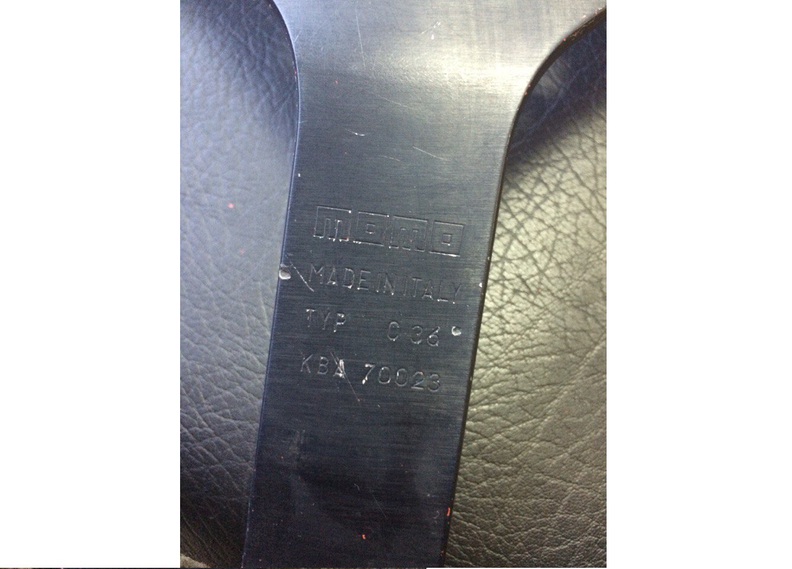 momo
MADE IN ITALY
TYP C 36
KBA 70023